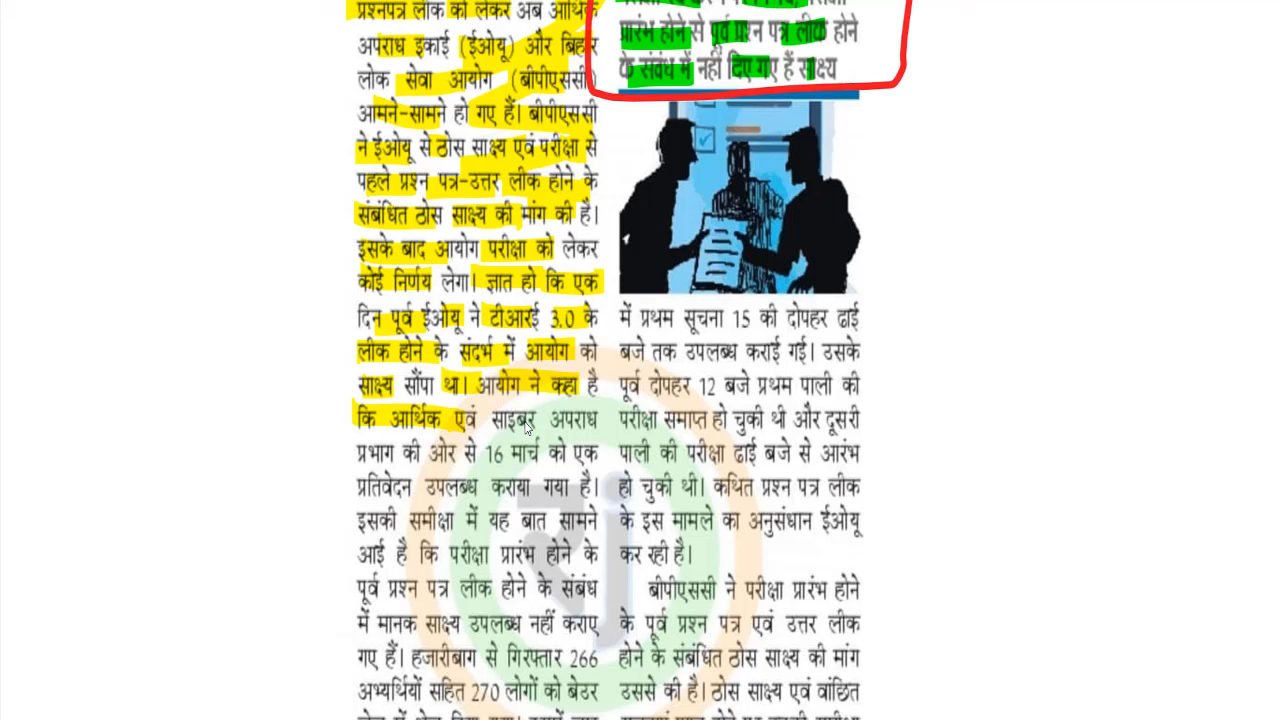 प्रश्नपत्र लीक को लेकर अब आर्थिक
अपराध इकाई (ईओयू) और बिहार
लोक सेवा आयोग (बीपीएससी)
आमने-सामने हो गए हैं। बीपीएससी
ने ईओयू से ठोस साक्ष्य एवं परीक्षा से
पहले प्रश्न पत्र-उत्तर लीक होने के
संबंधित ठोस साक्ष्य की मांग की है।
इसके बाद आयोग परीक्षा को लेकर
कोई निर्णय लेगा। ज्ञात हो कि एक
दिन पूर्व ईओयू ने टीआरई 3.0 के
लीक होने के संदर्भ में आयोग को
साक्ष्य सौंपा था। आयोग ने कहा है
कि आर्थिक एवं साइबर अपराध
प्रभाग की ओर से 16 मार्च को एक
प्रतिवेदन उपलब्ध कराया गया है।
इसकी समीक्षा में यह बात सामने
आई है कि परीक्षा प्रारंभ होने के
पूर्व प्रश्न पत्र लीक होने के संबंध
में मानक साक्ष्य उपलब्ध नहीं कराए
गए हैं। हजारीबाग से गिरफ्तार 266
अभ्यर्थियों सहित 270 लोगों को बेउर
प्रारंभ होने से पूर्व प्रश्न पत्र लीक होने
के संबंध में नहीं दिए गए हैं साक्ष्य
में प्रथम सूचना 15 की दोपहर ढाई
बजे तक उपलब्ध कराई गई। उसके
पूर्व दोपहर 12 बजे प्रथम पाली की
परीक्षा समाप्त हो चुकी थी और दूसरी
पाली की परीक्षा ढाई बजे से आरंभ
हो चुकी थी। कथित प्रश्न पत्र लीक
के इस मामले का अनुसंधान ईओयू
कर रही है।
बीपीएससी ने परीक्षा प्रारंभ होने
के पूर्व प्रश्न पत्र एवं उत्तर लीक
होने के संबंधित ठोस साक्ष्य की मांग
उससे की है। ठोस साक्ष्य एवं वांछित